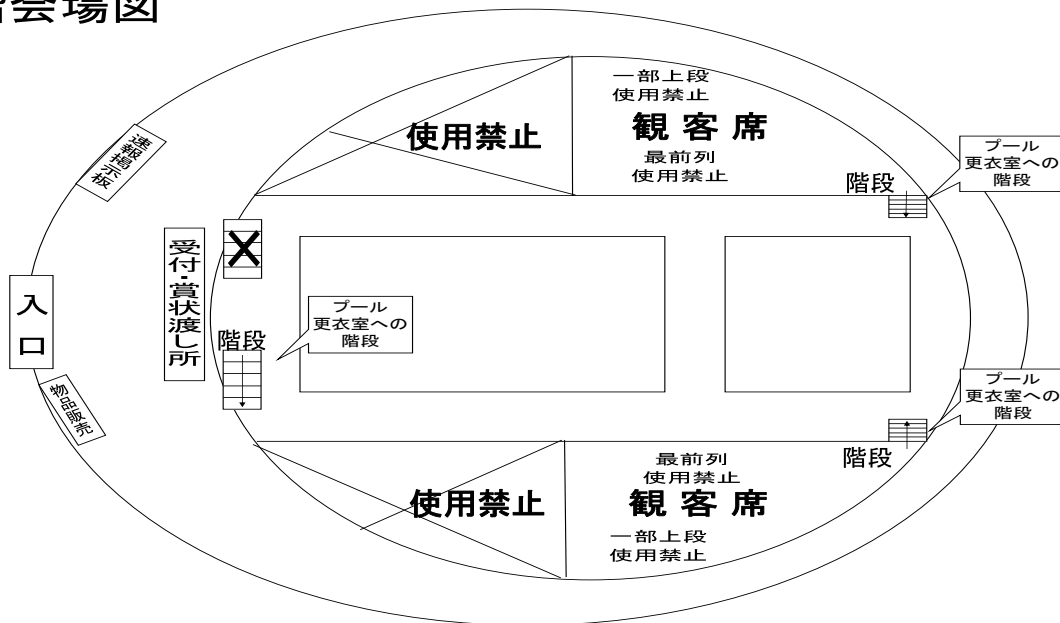 会場図
一部上段
使用禁止
観客席
最前列
使用禁止
使用禁止
速報掲示板
プール
更衣室への
階段
階段
受付・賞状渡し所
入口
プール
更衣室への
階段
階段
物品販売
プール
更衣室への
階段
階段
使用禁止
最前列
使用禁止
観客席
一部上段
使用禁止